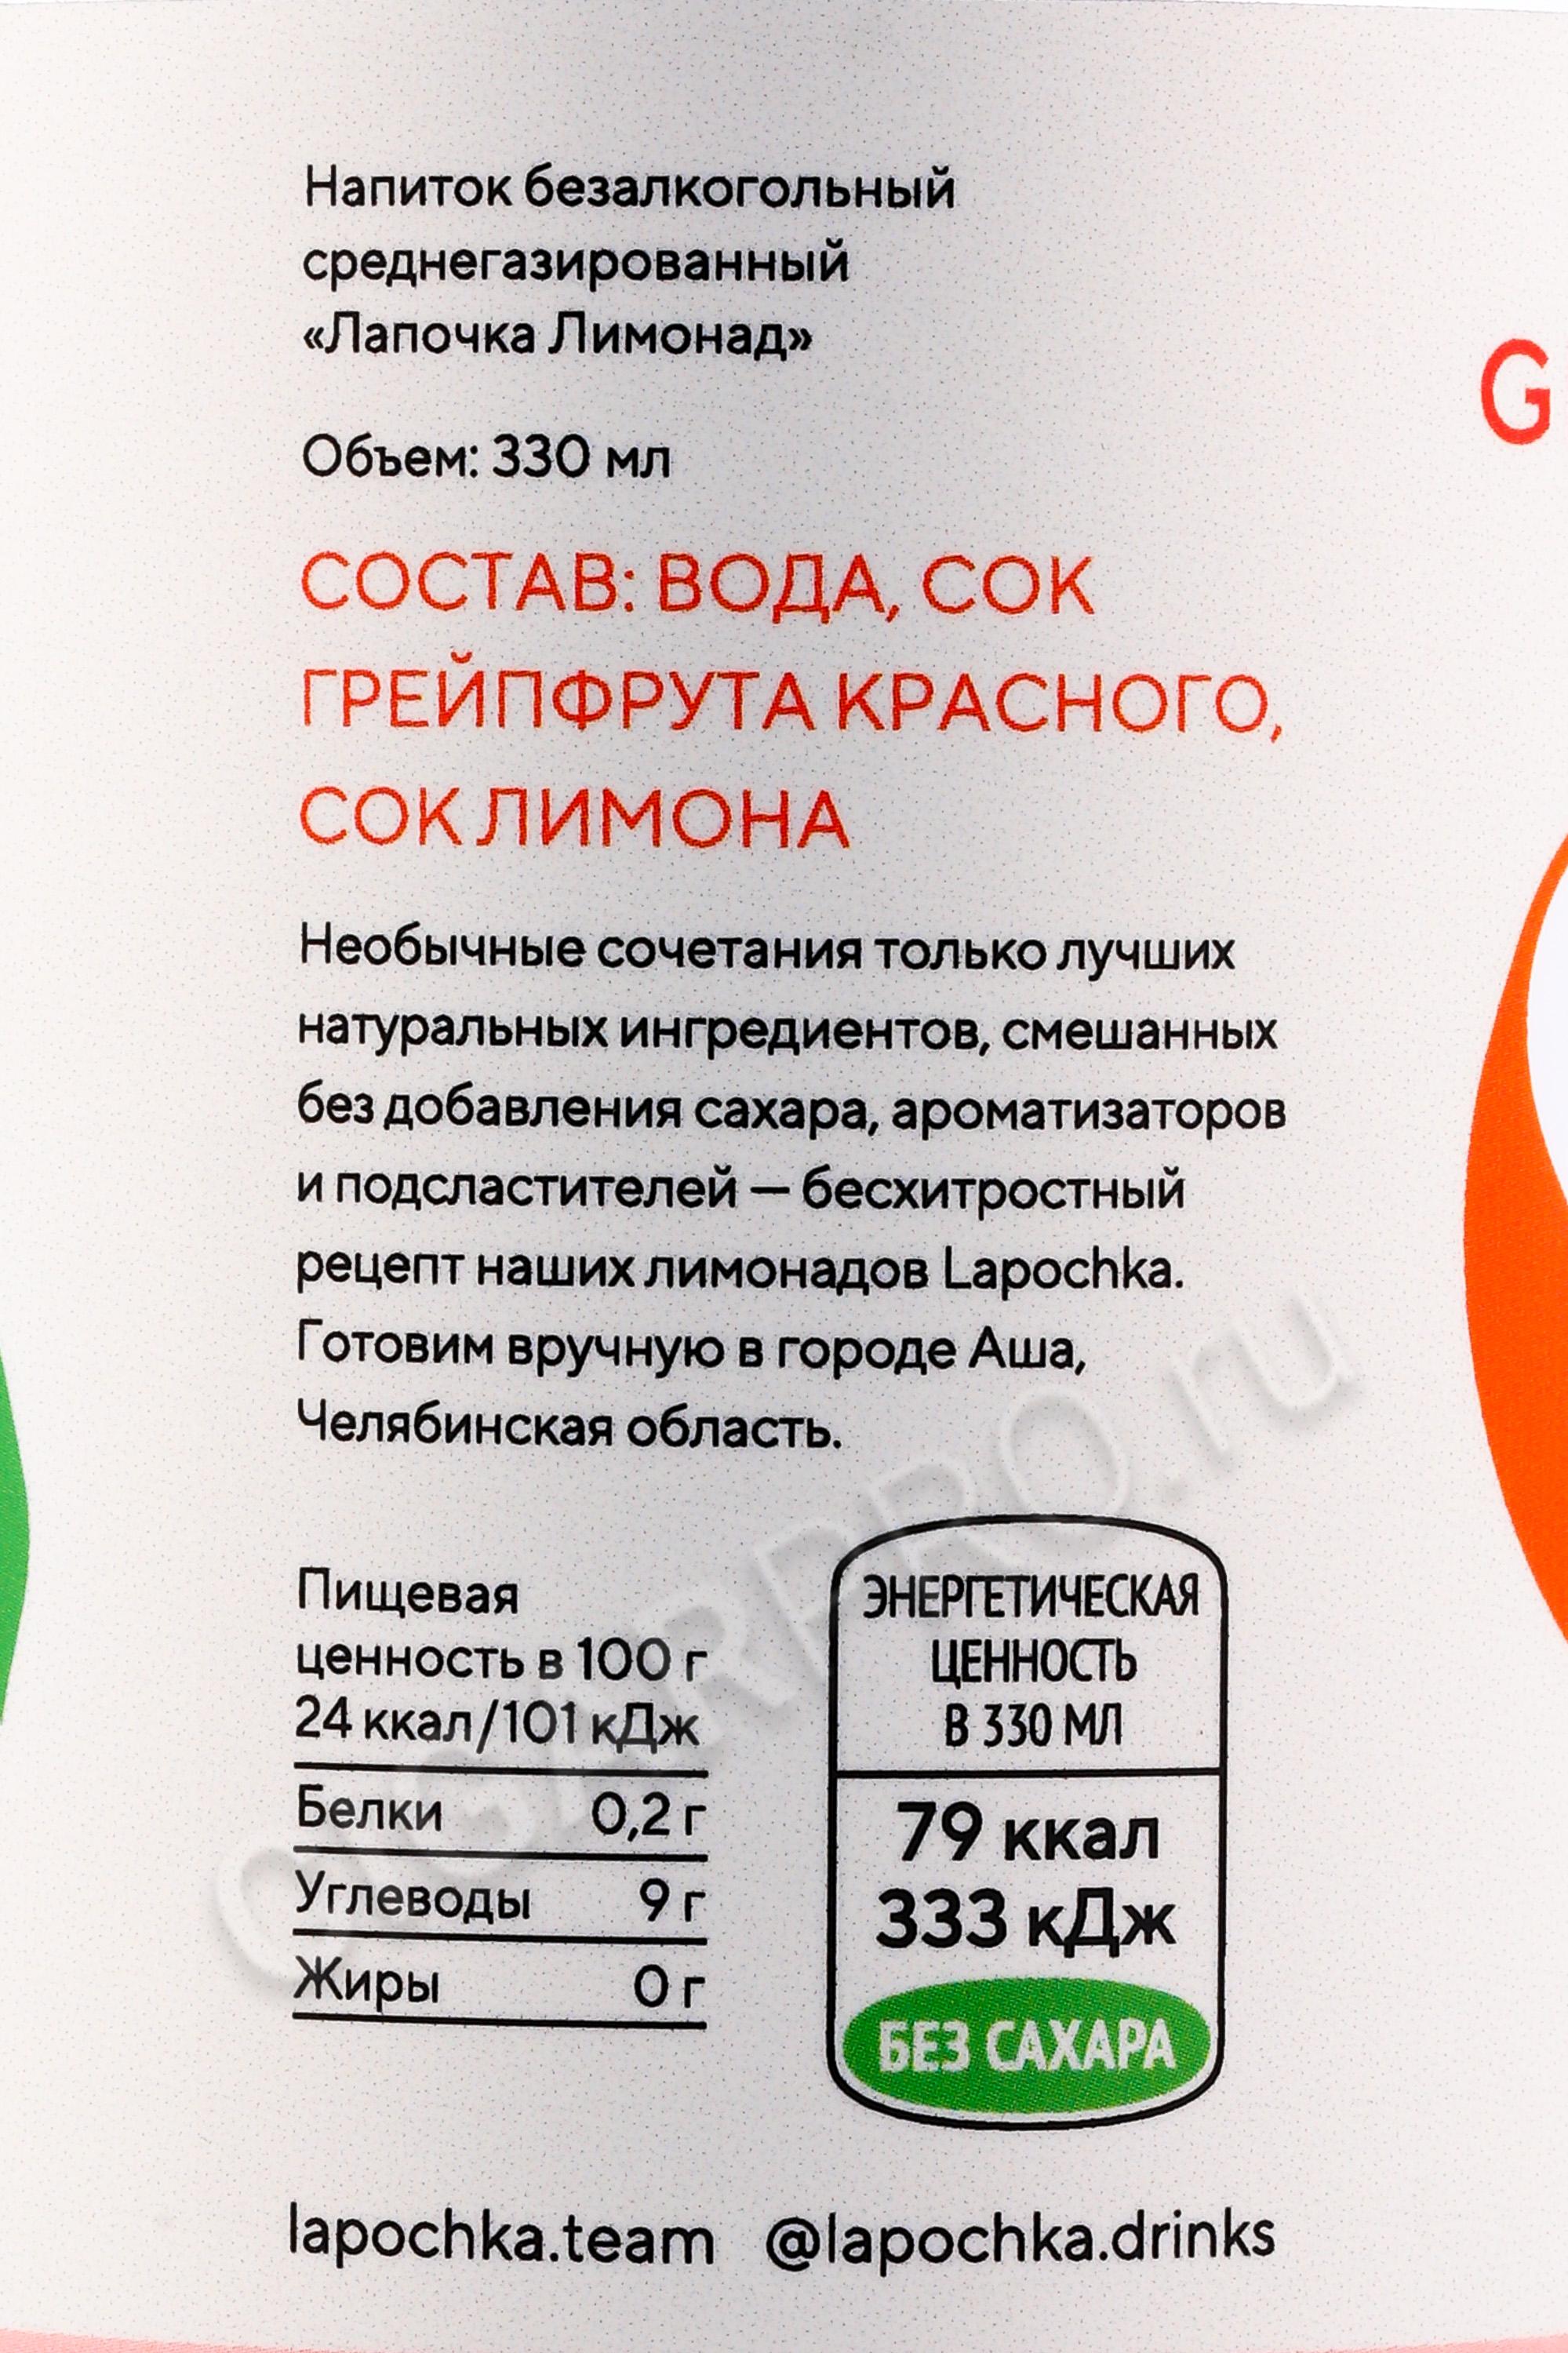 Напиток безалкогольный
среднегазированный
«Лапочка Лимонад»
Объем: 330 мл
G
СОСТАВ: ВОДА, СОК
ГРЕЙПФРУТА КРАСНОГО,
СОК ЛИМОНА
Необычные сочетания только лучших
натуральных ингредиентов, смешанных
без добавления сахара, ароматизаторов
и подсластителей — бесхитростный
рецепт наших лимонадов Lapochka.
Готовим вручную в городе Аша,
Челябинская область.
Пищевая
ценность в 100 г
24 ккал/101 кДж
Белки 0,2 г
Углеводы 9 г
Жиры 0 г
ЭНЕРГЕТИЧЕСКАЯ
ЦЕННОСТЬ
В 330 МЛ
79 ккал
333 кДж
БЕЗ САХАРА
lapochka.team @lapochka.drinks
CIGARPRO.ru